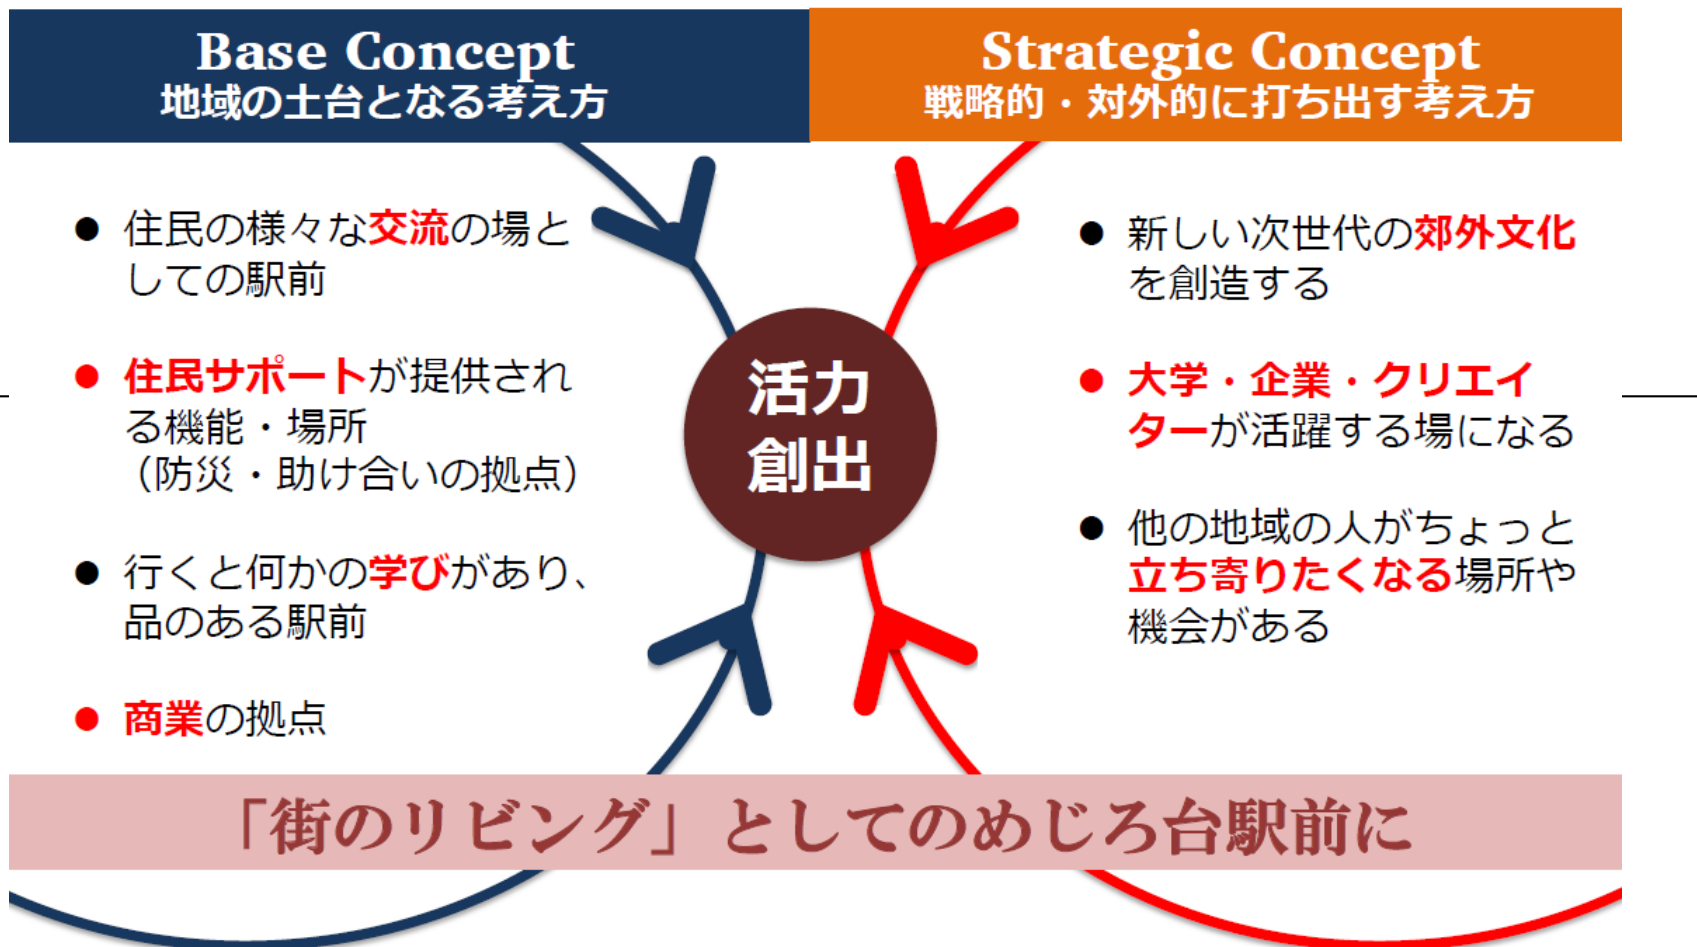 Base Concept
地域の土台となる考え方
Strategic Concept
戦略的・対外的に打ち出す考え方
● 住民の様々な交流の場と
しての駅前
● 住民サポートが提供され
る機能・場所
（防災・助け合いの拠点）
● 行くと何かの学びがあり、
品のある駅前
● 商業の拠点
活力
創出
● 新しい次世代の郊外文化
を創造する
● 大学・企業・クリエイ
ターが活躍する場になる
● 他の地域の人がちょっと
立ち寄りたくなる場所や
機会がある
「街のリビング」としてのめじろ台駅前に